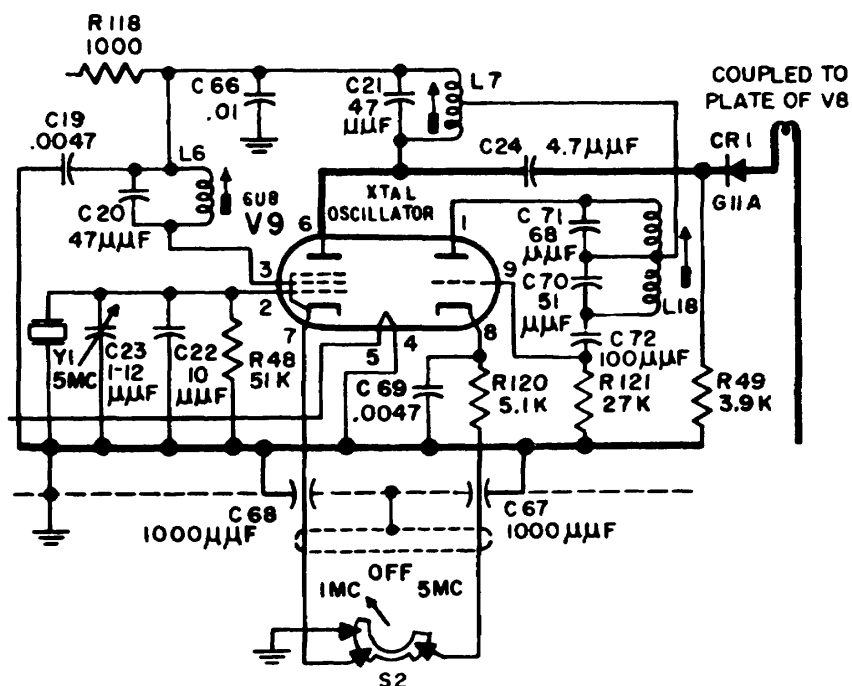 R118
1000
C66
.01
C21
47
μμF
L7
COUPLED TO
PLATE OF V8
C19
.0047
L6
C24
4.7μμF
CR1
G11A
C20
47μμF
6U8
V9
XTAL
OSCILLATOR
6
1
C71
68
μμF
C70
51
μμF
L18
C72
100μμF
3
2
9
7
5
4
8
Y1
5MC
C23
1-12
μμF
C22
10
μμF
R48
51K
C69
.0047
R120
5.1K
R121
27K
R49
3.9K
C68
1000μμF
C67
1000μμF
OFF
1MC
5MC
S2